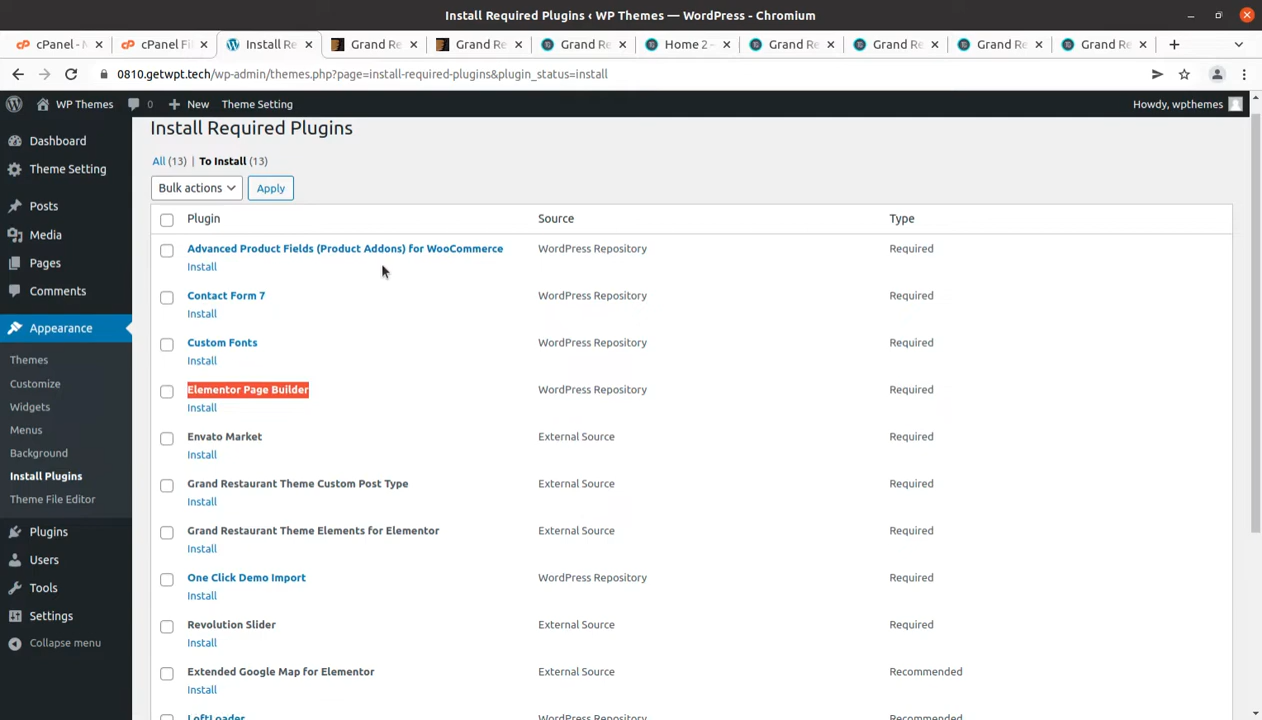 Install Required Plugins ‹ WP Themes — WordPress - Chromium
cPanel - N
cPanel Fi
Install Re
Grand Re
Grand Re
Grand Re
Home 2 –
Grand Re
Grand Re
Grand Re
Grand Re
0810.getwpt.tech/wp-admin/themes.php?page=install-required-plugins&plugin_status=install
WP Themes 0 New Theme Setting Howdy, wpthemes
Dashboard
Theme Setting
Posts
Media
Pages
Comments
Appearance
Themes
Customize
Widgets
Menus
Background
Install Plugins
Theme File Editor
Plugins
Users
Tools
Settings
Collapse menu
Install Required Plugins
All (13) | To Install (13)
Bulk actions Apply
Plugin Source Type
Advanced Product Fields (Product Addons) for WooCommerce WordPress Repository Required
Install
Contact Form 7 WordPress Repository Required
Install
Custom Fonts WordPress Repository Required
Install
Elementor Page Builder WordPress Repository Required
Install
Envato Market External Source Required
Install
Grand Restaurant Theme Custom Post Type External Source Required
Install
Grand Restaurant Theme Elements for Elementor External Source Required
Install
One Click Demo Import WordPress Repository Required
Install
Revolution Slider External Source Required
Install
Extended Google Map for Elementor External Source Recommended
Install
LoftLoader WordPress Repository Recommended